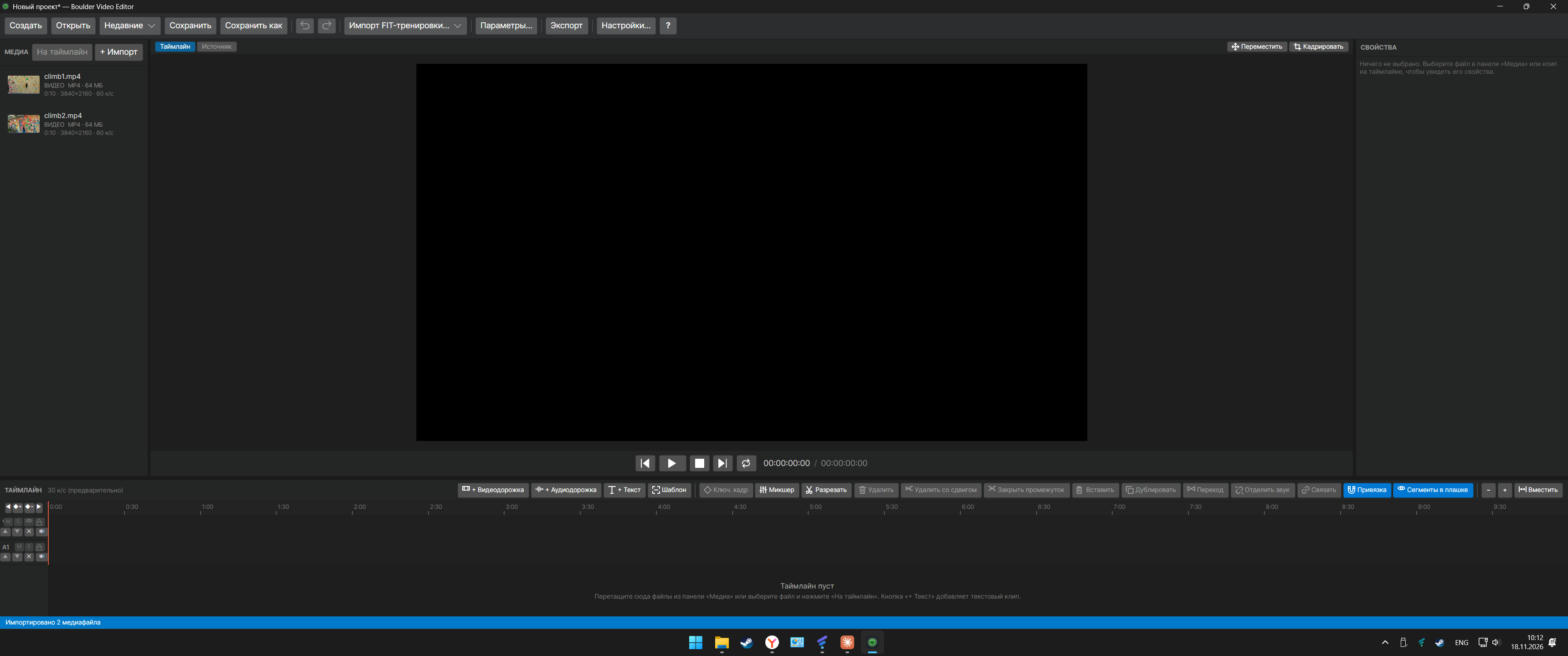 Новый проект* — Boulder Video Editor
Создать Открыть Недавние Сохранить Сохранить как Импорт FIT-тренировки... Параметры... Экспорт Настройки... ?
МЕДИА На таймлайн + Импорт
Таймлайн Источник
Переместить Кадрировать
СВОЙСТВА
Ничего не выбрано. Выберите файл в панели «Медиа» или клип
на таймлайне, чтобы увидеть его свойства.
climb1.mp4
ВИДЕО MP4 · 64 МБ
0:10 · 3840×2160 · 60 к/с
climb2.mp4
ВИДЕО MP4 · 64 МБ
0:10 · 3840×2160 · 60 к/с
00:00:00:00 / 00:00:00:00
ТАЙМЛАЙН 30 к/с (предварительно)
+ Видеодорожка + Аудиодорожка + Текст Шаблон Ключ. кадр Микшер Разрезать Удалить Удалить со сдвигом Закрыть промежуток Вставить Дублировать Переход Отделить звук Связать Привязка Сегменты в плашке - + Вместить
0:00 0:30 1:00 1:30 2:00 2:30 3:00 3:30 4:00 4:30 5:00 5:30 6:00 6:30 7:00 7:30 8:00 8:30 9:00 9:30
A1
Таймлайн пуст
Перетащите сюда файлы из панели «Медиа» или выберите файл и нажмите «На таймлайн». Кнопка «+ Текст» добавляет текстовый клип.
Импортировано 2 медиафайла
ENG
10:12
18.11.2026